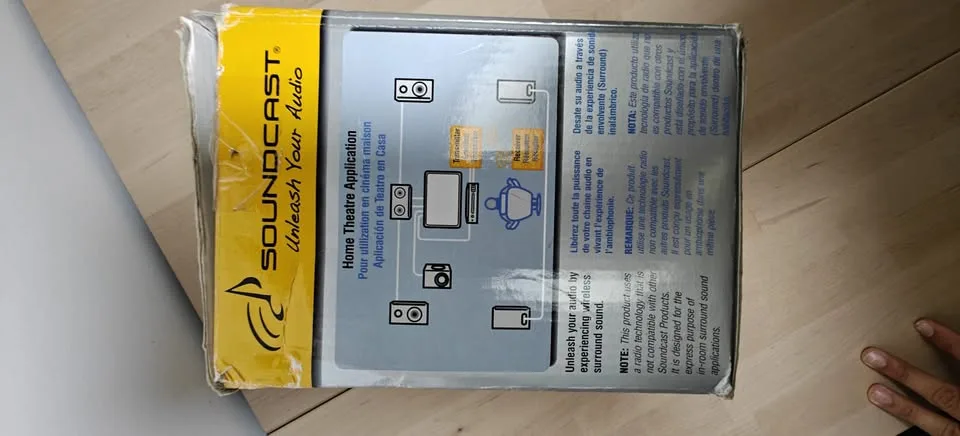 SOUNDCAST®
Unleash Your Audio
Home Theatre Application
Pour utilization en cinéma maison
Aplicación de Teatro en Casa
Transmitter
Receiver
Unleash your audio by
experiencing wireless
surround sound.
NOTE: This product uses
a radio technology that is
not compatible with other
Soundcast Products.
It is designed for the
express purpose of
in-room surround sound
applications.
Libérez toute la puissance
de votre chaine audio en
vivant l'expérience de
l'ambiophonie.
REMARQUE: Ce produit
utilise une technologie radio
non compatible avec les
autres produits Soundcast.
Il est conçu expressément
pour un usage en
ambiophonie dans une
même pièce
Desate su audio a través
de la experiencia de sonido
envolvente (Surround)
inalámbrico.
NOTA: Este producto utiliza
tecnología de radio que no
es compatible con otros
productos Soundcast y
está diseñado con el único
propósito para la aplicación
de sonido envolvente
(Surround) dentro de una